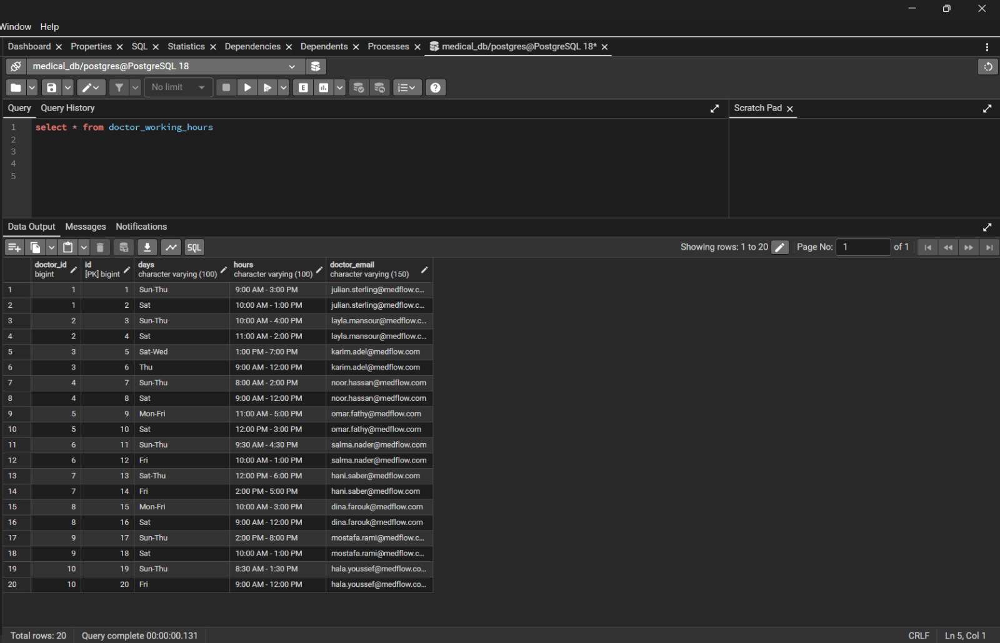 Window Help
Dashboard Properties SQL Statistics Dependencies Dependents Processes medical_db/postgres@PostgreSQL 18*
medical_db/postgres@PostgreSQL 18
No limit
Query Query History
Scratch Pad
1 select * from doctor_working_hours
2
3
4
5
Data Output Messages Notifications
SQL Showing rows: 1 to 20 Page No: 1 of 1
doctor_id id days hours doctor_email
bigint [PK] bigint character varying (100) character varying (100) character varying (150)
1 1 1 Sun-Thu 9:00 AM - 3:00 PM julian.sterling@medflow.c...
2 1 2 Sat 10:00 AM - 1:00 PM julian.sterling@medflow.c...
3 2 3 Sun-Thu 10:00 AM - 4:00 PM layla.mansour@medflow.c...
4 2 4 Sat 11:00 AM - 2:00 PM layla.mansour@medflow.c...
5 3 5 Sat-Wed 1:00 PM - 7:00 PM karim.adel@medflow.com
6 3 6 Thu 9:00 AM - 12:00 PM karim.adel@medflow.com
7 4 7 Sun-Thu 8:00 AM - 2:00 PM noor.hassan@medflow.com
8 4 8 Sat 9:00 AM - 12:00 PM noor.hassan@medflow.com
9 5 9 Mon-Fri 11:00 AM - 5:00 PM omar.fathy@medflow.com
10 5 10 Sat 12:00 PM - 3:00 PM omar.fathy@medflow.com
11 6 11 Sun-Thu 9:30 AM - 4:30 PM salma.nader@medflow.com
12 6 12 Fri 10:00 AM - 1:00 PM salma.nader@medflow.com
13 7 13 Sat-Thu 12:00 PM - 6:00 PM hani.saber@medflow.com
14 7 14 Fri 2:00 PM - 5:00 PM hani.saber@medflow.com
15 8 15 Mon-Fri 10:00 AM - 3:00 PM dina.farouk@medflow.com
16 8 16 Sat 9:00 AM - 12:00 PM dina.farouk@medflow.com
17 9 17 Sun-Thu 2:00 PM - 8:00 PM mostafa.rami@medflow.c...
18 9 18 Sat 10:00 AM - 1:00 PM mostafa.rami@medflow.c...
19 10 19 Sun-Thu 8:30 AM - 1:30 PM hala.youssef@medflow.co...
20 10 20 Fri 9:00 AM - 12:00 PM hala.youssef@medflow.co...
Total rows: 20 Query complete 00:00:00.131 CRLF Ln 5, Col 1